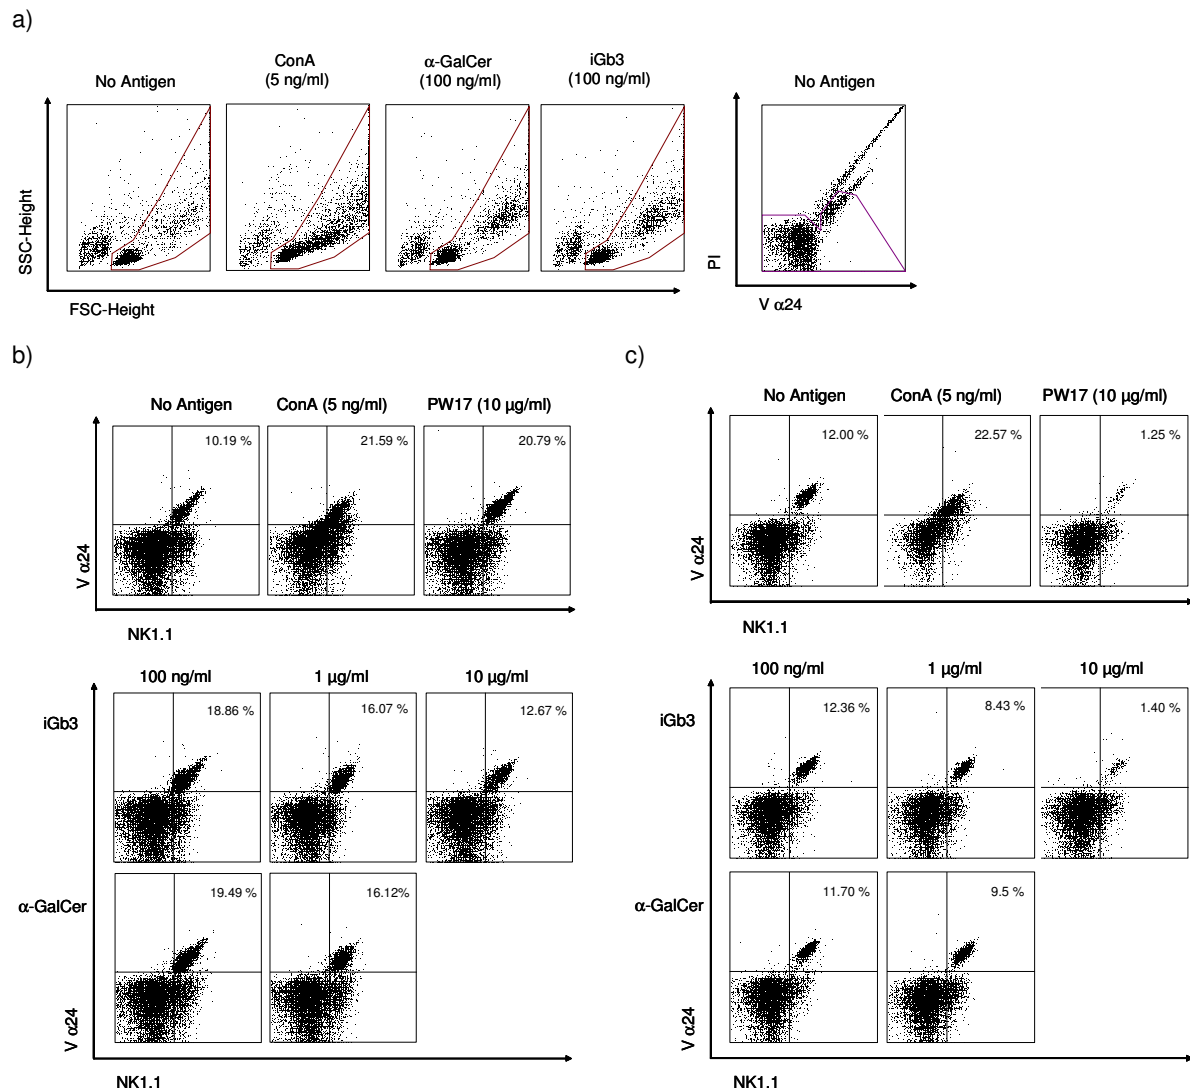 a)
No Antigen
ConA
(5 ng/ml)
α-GalCer
(100 ng/ml)
iGb3
(100 ng/ml)
No Antigen
SSC-Height
FSC-Height
PI
V α24
b)
No Antigen
ConA (5 ng/ml)
PW17 (10 µg/ml)
10.19 %
21.59 %
20.79 %
V α24
NK1.1
100 ng/ml
1 µg/ml
10 µg/ml
iGb3
18.86 %
16.07 %
12.67 %
α-GalCer
19.49 %
16.12%
V α24
NK1.1
c)
No Antigen
ConA (5 ng/ml)
PW17 (10 µg/ml)
12.00 %
22.57 %
1.25 %
V α24
NK1.1
100 ng/ml
1 µg/ml
10 µg/ml
iGb3
12.36 %
8.43 %
1.40 %
α-GalCer
11.70 %
9.5 %
V α24
NK1.1